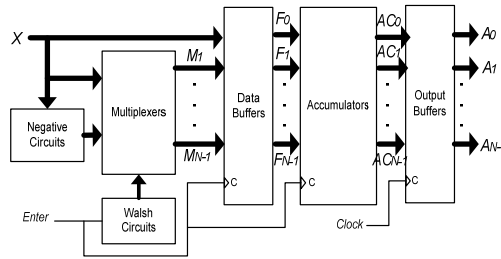 X
Negative
Circuits
Multiplexers
Walsh
Circuits
Enter
M1
MN-1
Data
Buffers
C
F0
F1
FN-1
Accumulators
C
AC0
AC1
ACN-1
Clock
Output
Buffers
C
A0
A1
AN-